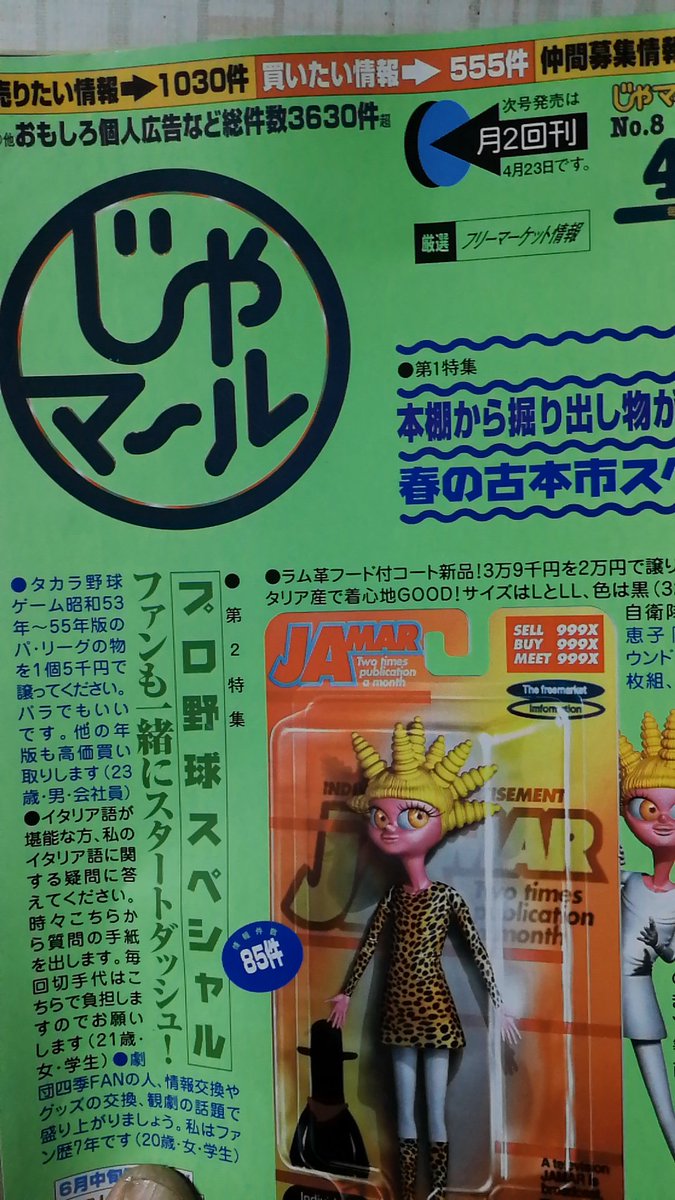 売りたい情報➡1030件 買いたい情報➡555件 仲間募集情報
他おもしろ個人広告など総件数3630件超
次号発売は
月2回刊
4月23日です。
じゃマ
No.8
4
厳選 フリーマーケット情報
じゃ
マール
●第1特集
本棚から掘り出し物が
春の古本市ス
●ラム革フード付コート新品!3万9千円を2万円で譲り
タリア産で着心地GOOD!サイズはLとLL、色は黒(3
自衛隊
恵子
ウンド
枚組、
●第2特集
プロ野球スペシャル
ファンも一緒にスタートダッシュ!
情報件数
85件
●タカラ野球
ゲーム昭和53
年〜55年版の
パ・リーグの物
を1個5千円で
譲ってください。
バラでもいい
です。他の年
版も高価買い
取りします(23
歳・男・会社員)
●イタリア語が
堪能な方、私の
イタリア語に関
する疑問に答
えてください。
時々こちらか
ら質問の手紙
を出します。毎
回切手代はこ
ちらで負担しま
すのでお願い
します(21歳・
女・学生)●劇
団四季FANの人、情報交換や
グッズの交換、観劇の話題で
盛り上がりましょう。私はファ
ン歴7年です(20歳・女・学生)
6月中旬
JAMAR
Two times
publication
a month
SELL 999X
BUY 999X
MEET 999X
The freemarket
Imformation
IND
ISEMENT
JAMAR
Two times
publication
a month
A television
JAMAR is
Individ